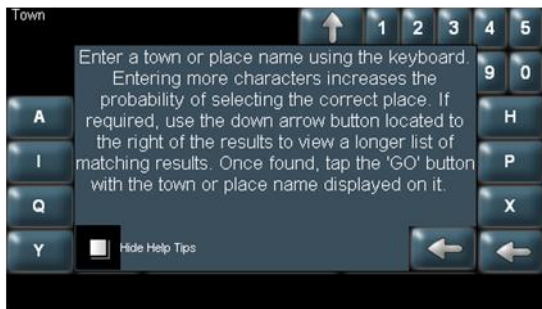 Town
1 2 3 4 5
9 0
Enter a town or place name using the keyboard.
Entering more characters increases the
probability of selecting the correct place. If
required, use the down arrow button located to
the right of the results to view a longer list of
matching results. Once found, tap the 'GO' button
with the town or place name displayed on it.
A H
I P
Q X
Y
Hide Help Tips